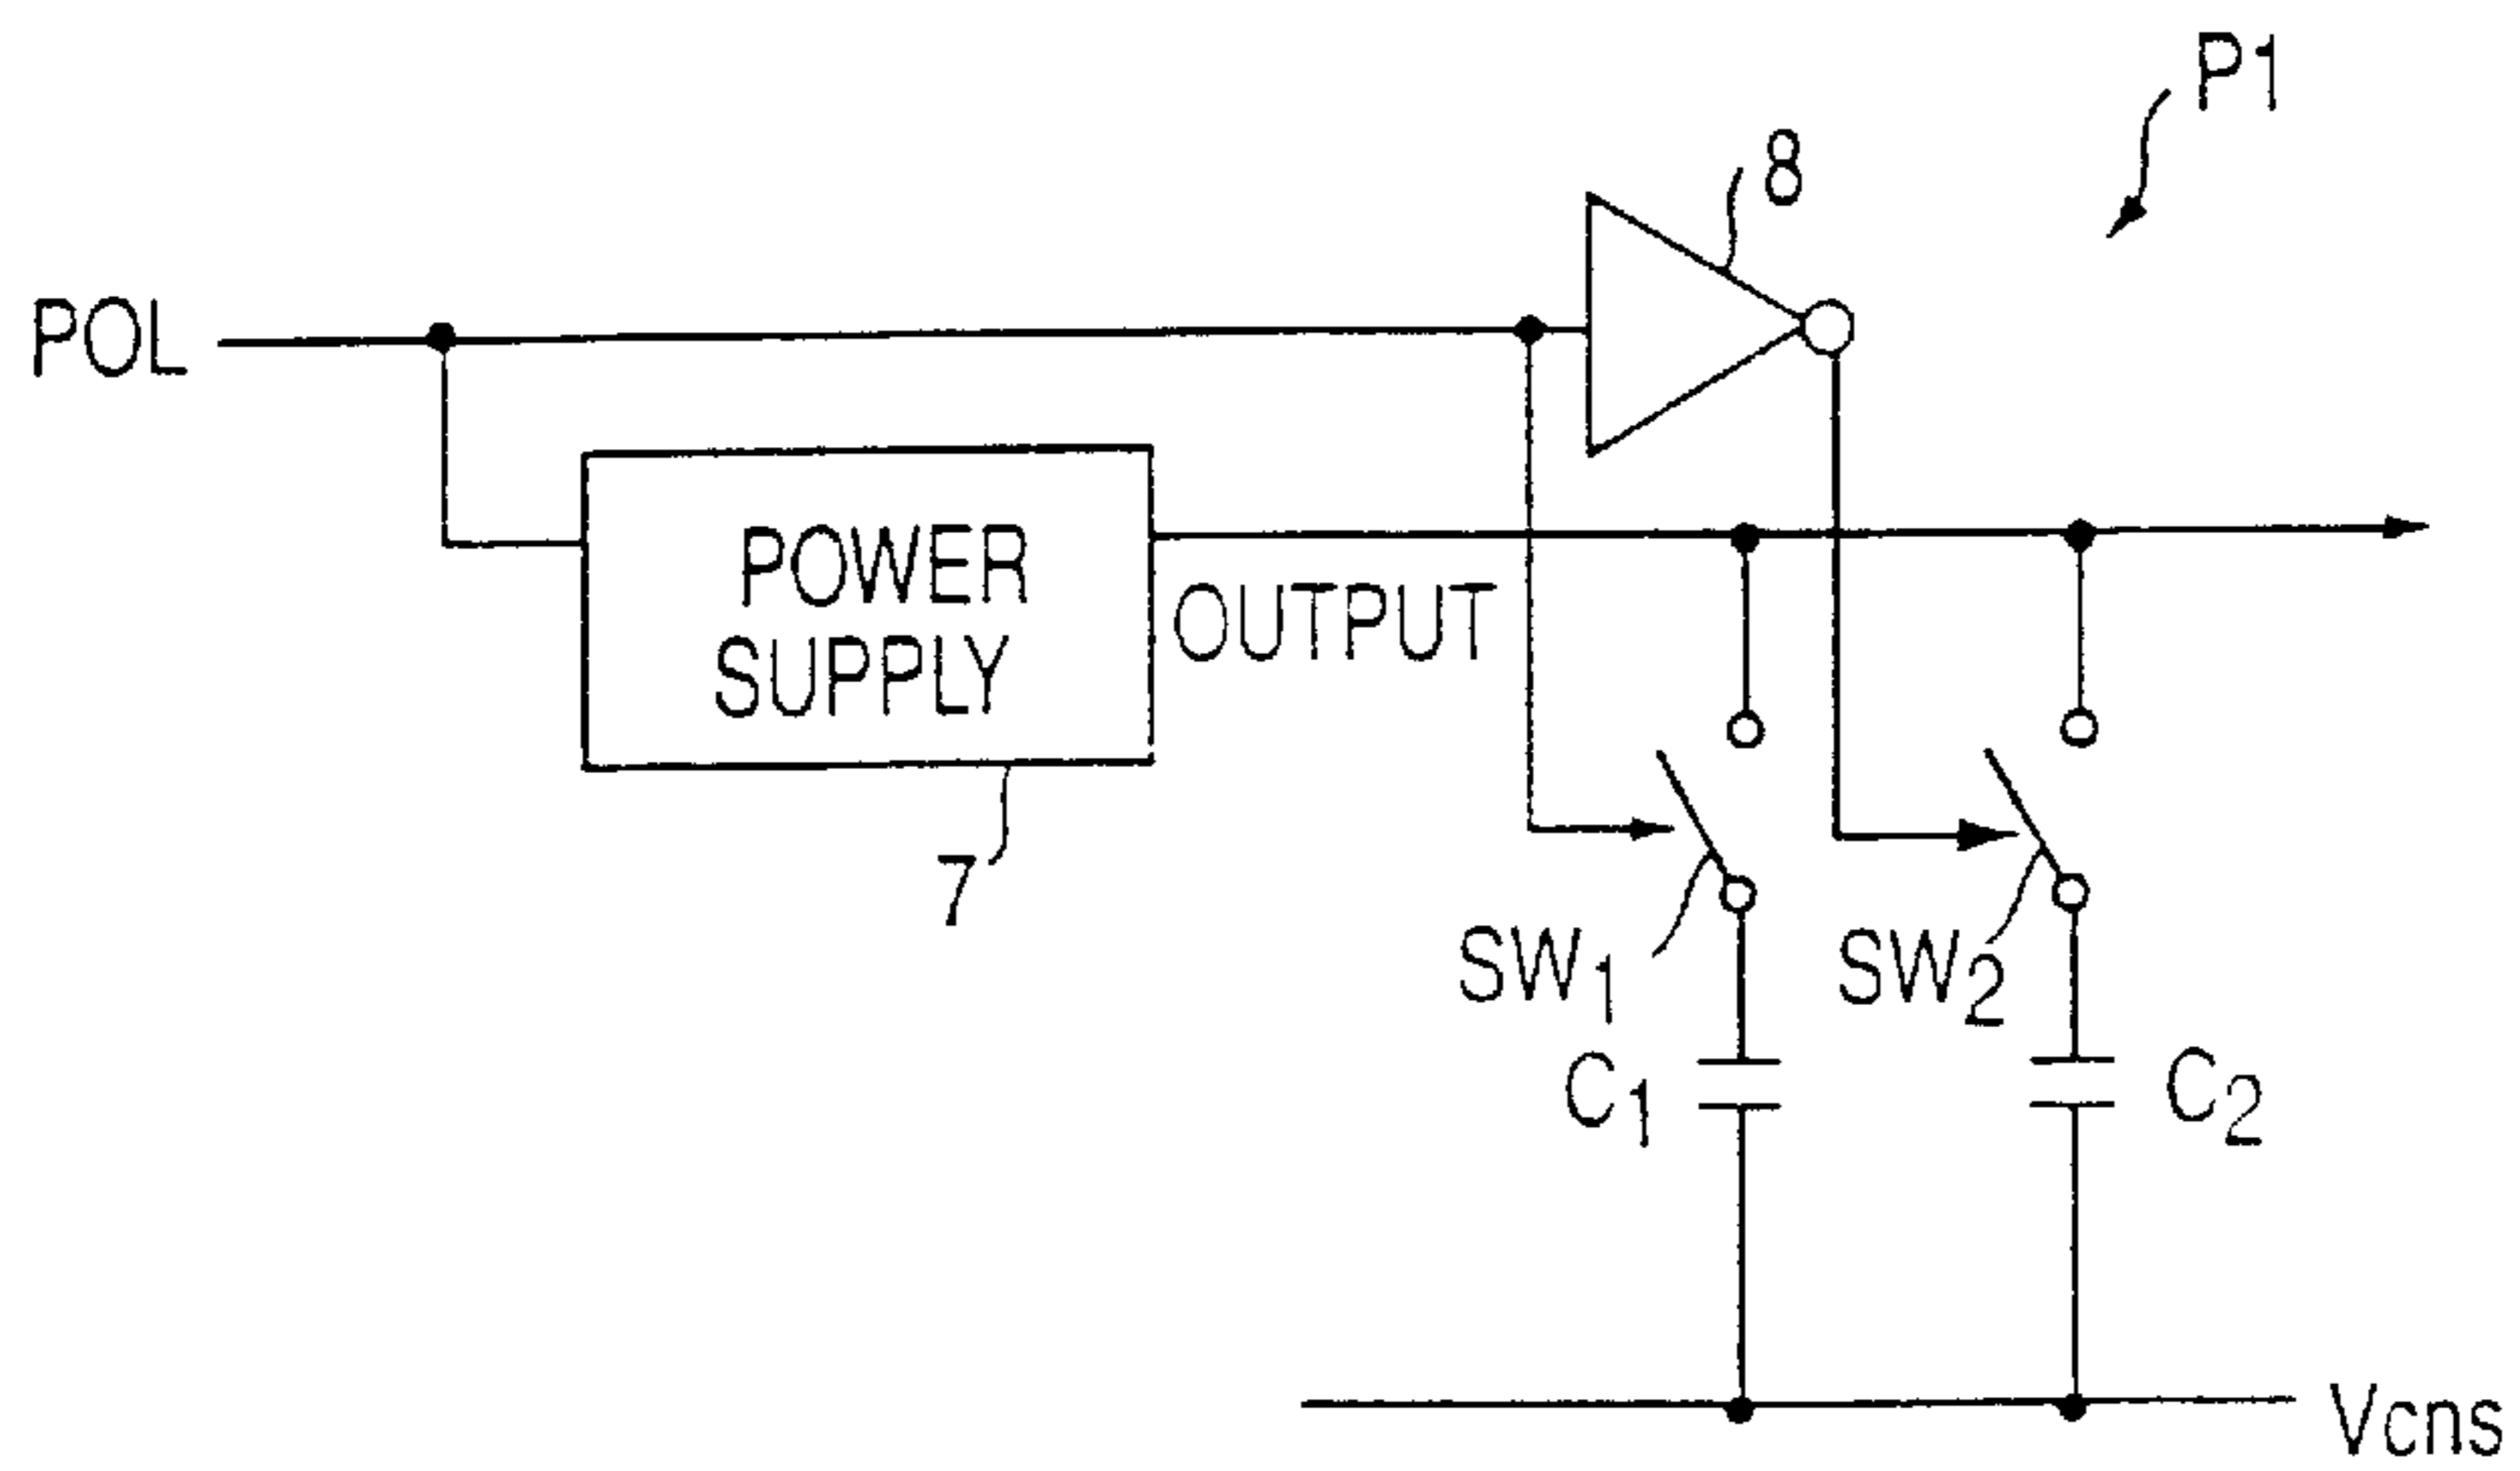 P1
8
POL
POWER
SUPPLY
OUTPUT
7
SW1
SW2
C1
C2
Vcns